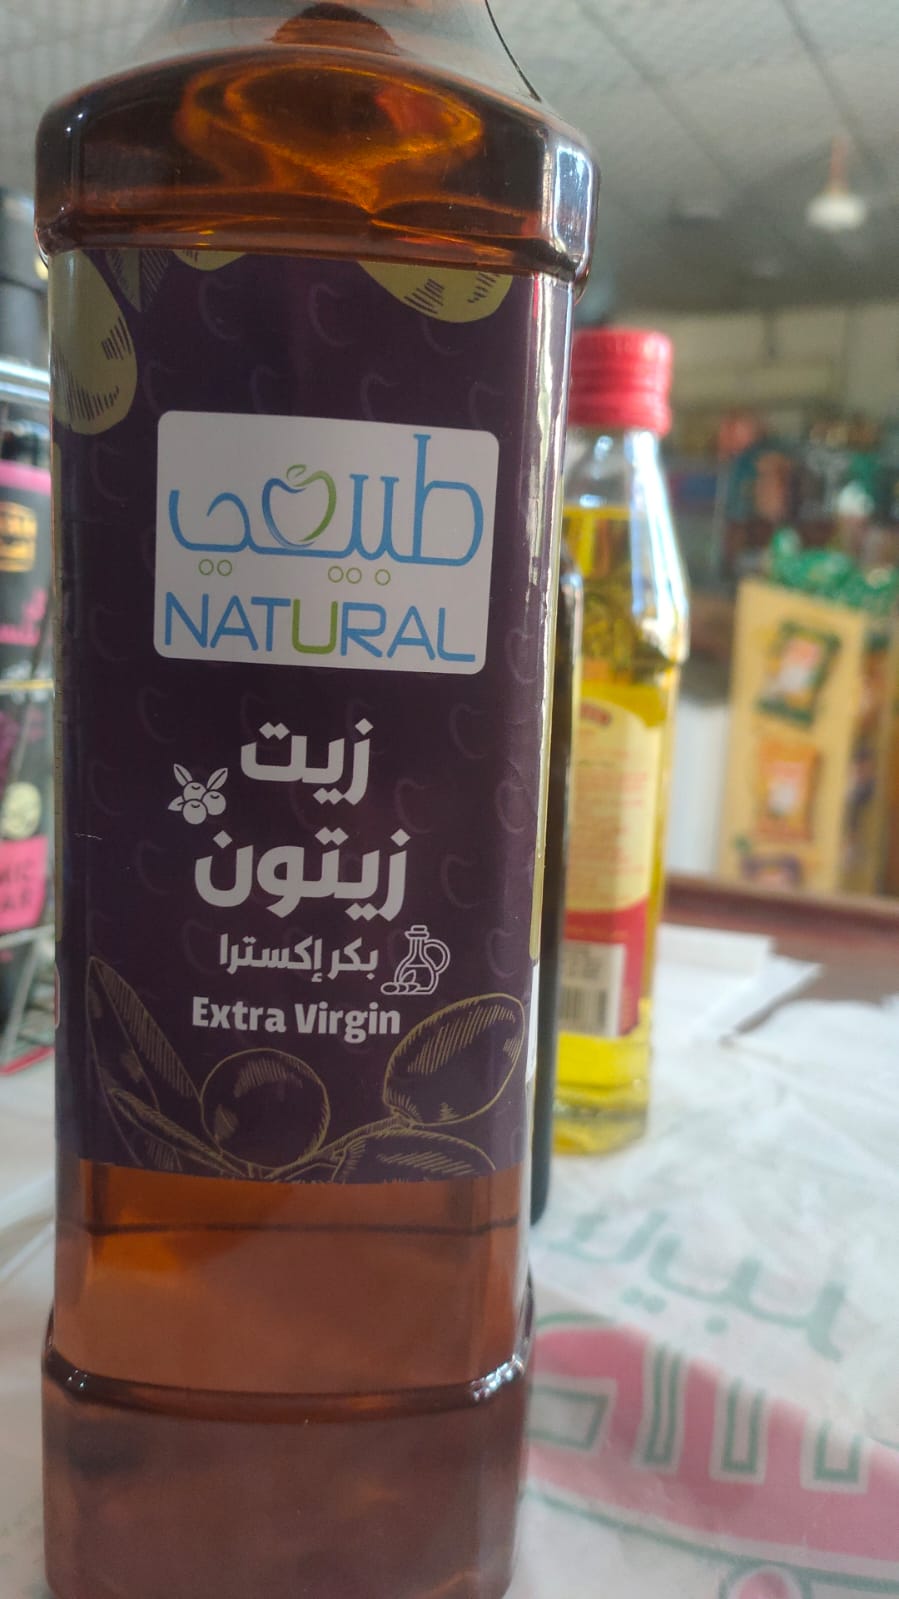 طبيعي
NATURAL
زيت
زيتون
بكر إكسترا
Extra Virgin